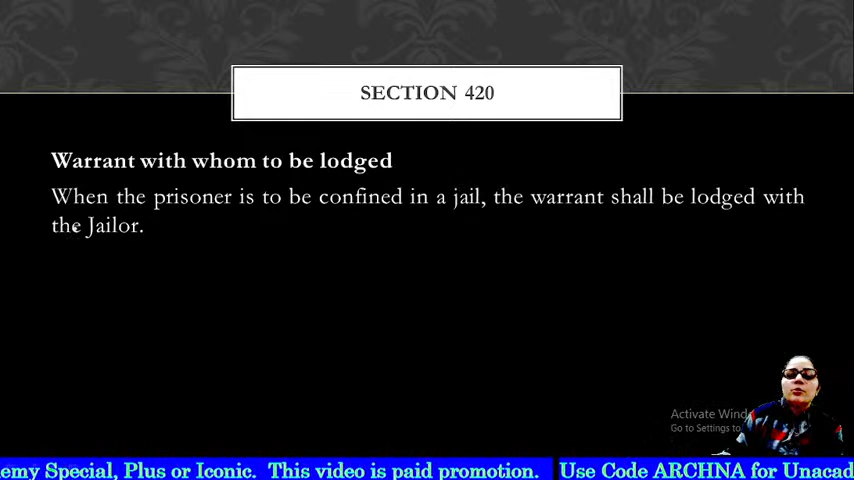 SECTION 420
Warrant with whom to be lodged
When the prisoner is to be confined in a jail, the warrant shall be lodged with
the Jailor.
Activate Wind
Go to Settings to
emy Special, Plus or Iconic. This video is paid promotion. Use Code ARCHNA for Unacad